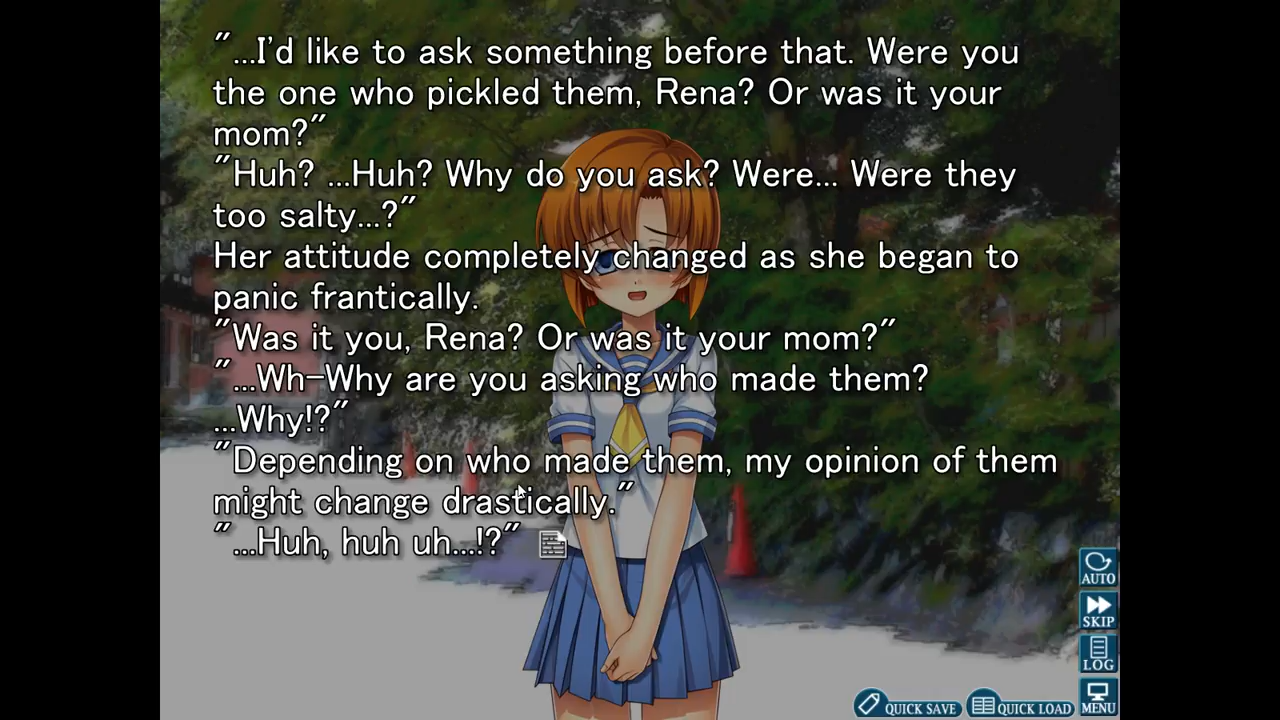 "...I'd like to ask something before that. Were you
the one who pickled them, Rena? Or was it your
mom?"
"Huh? ...Huh? Why do you ask? Were... Were they
too salty...?"
Her attitude completely changed as she began to
panic frantically.
"Was it you, Rena? Or was it your mom?"
"...Wh-Why are you asking who made them?
...Why!?"
"Depending on who made them, my opinion of them
might change drastically."
"...Huh, huh uh...!?"
AUTO
SKIP
LOG
QUICK SAVE QUICK LOAD MENU